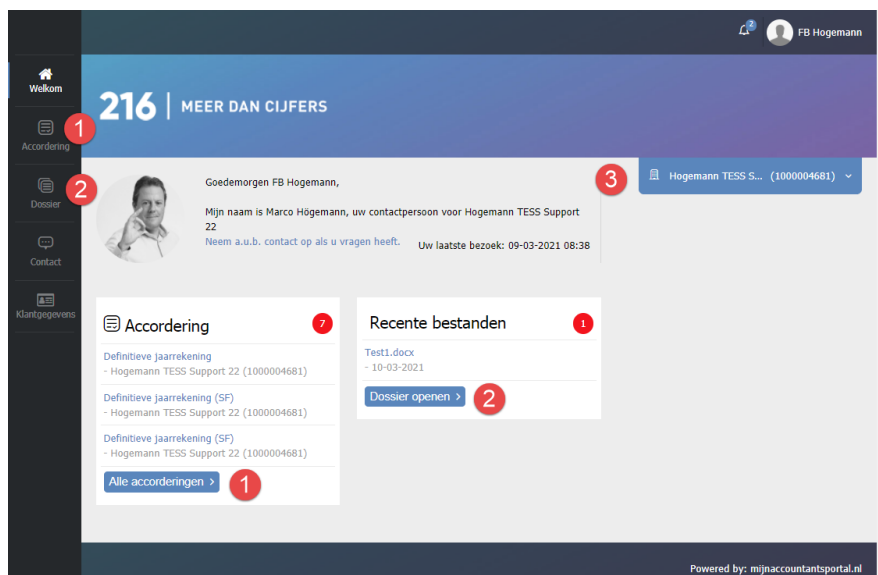 2
FB Hogemann
Welkom
216 | MEER DAN CIJFERS
1
Accordering
2
Dossier
Contact
Klantgegevens
3
Hogemann TESS S... (1000004681)
Goedemorgen FB Hogemann,
Mijn naam is Marco Högemann, uw contactpersoon voor Hogemann TESS Support
22
Neem a.u.b. contact op als u vragen heeft.
Uw laatste bezoek: 09-03-2021 08:38
Accordering
7
Definitieve jaarrekening
- Hogemann TESS Support 22 (1000004681)
Definitieve jaarrekening (SF)
- Hogemann TESS Support 22 (1000004681)
Definitieve jaarrekening (SF)
- Hogemann TESS Support 22 (1000004681)
Alle accorderingen >
1
Recente bestanden
1
Test1.docx
- 10-03-2021
Dossier openen >
2
Powered by: mijnaccountantsportal.nl